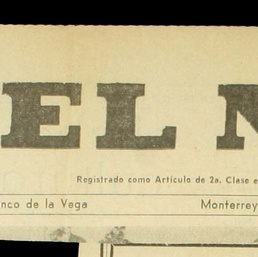 EL N
Registrado como Artículo de 2a. Clase e
nco de la Vega Monterrey